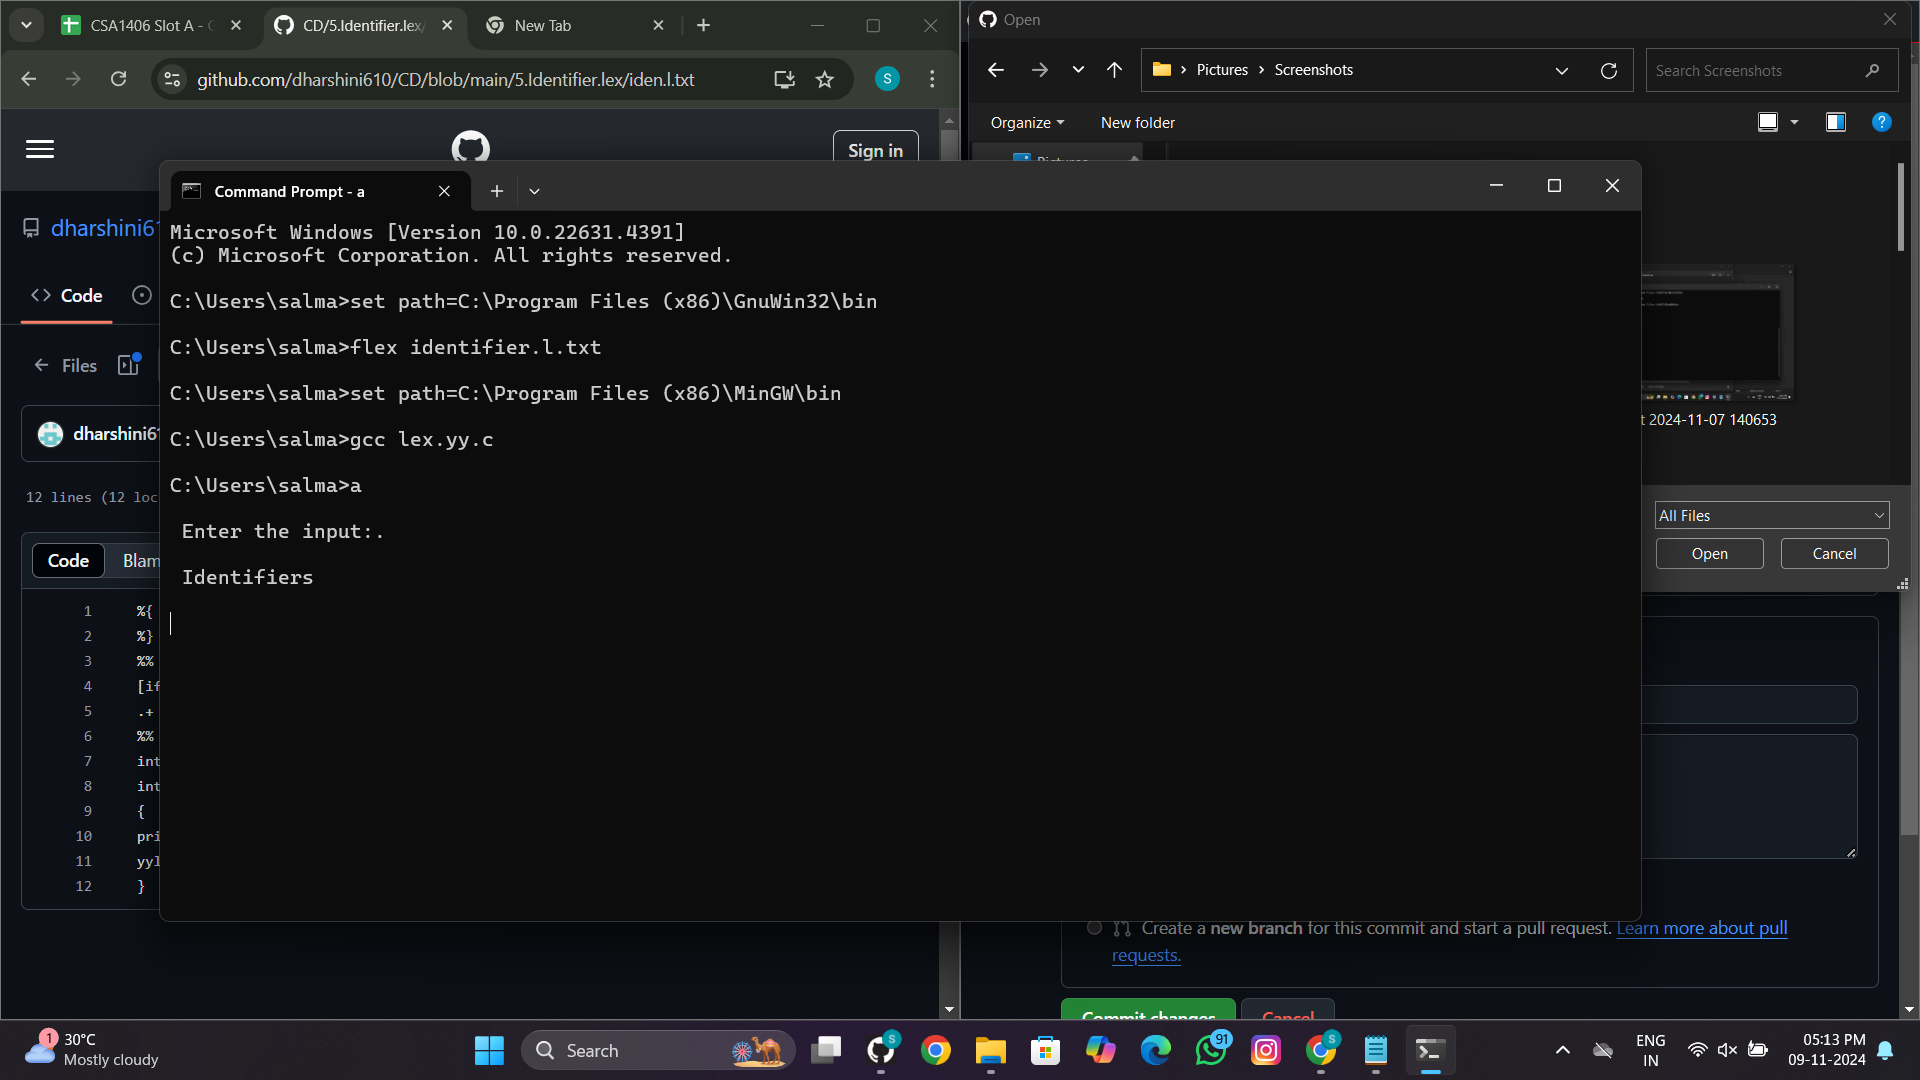 CSA1406 Slot A - 
CD/5.Identifier.lex/
New Tab
github.com/dharshini610/CD/blob/main/5.Identifier.lex/iden.l.txt
S
Sign in
Open
Pictures
Screenshots
Search Screenshots
Organize
New folder
Pictures
Command Prompt - a
dharshini61
Code
Files
dharshini61
12 lines (12 loc
Code
Blam
1 %{
2 %}
3 %%
4 [if
5 .+
6 %%
7 int
8 int
9 {
10 pri
11 yyl
12 }
Microsoft Windows [Version 10.0.22631.4391]
(c) Microsoft Corporation. All rights reserved.
C:\Users\salma>set path=C:\Program Files (x86)\GnuWin32\bin
C:\Users\salma>flex identifier.l.txt
C:\Users\salma>set path=C:\Program Files (x86)\MinGW\bin
C:\Users\salma>gcc lex.yy.c
C:\Users\salma>a
Enter the input:.
Identifiers
t 2024-11-07 140653
All Files
Open
Cancel
Create a new branch for this commit and start a pull request. Learn more about pull
requests.
Commit changes
Cancel
1
30°C
Mostly cloudy
Search
S
91
S
ENG
IN
05:13 PM
09-11-2024